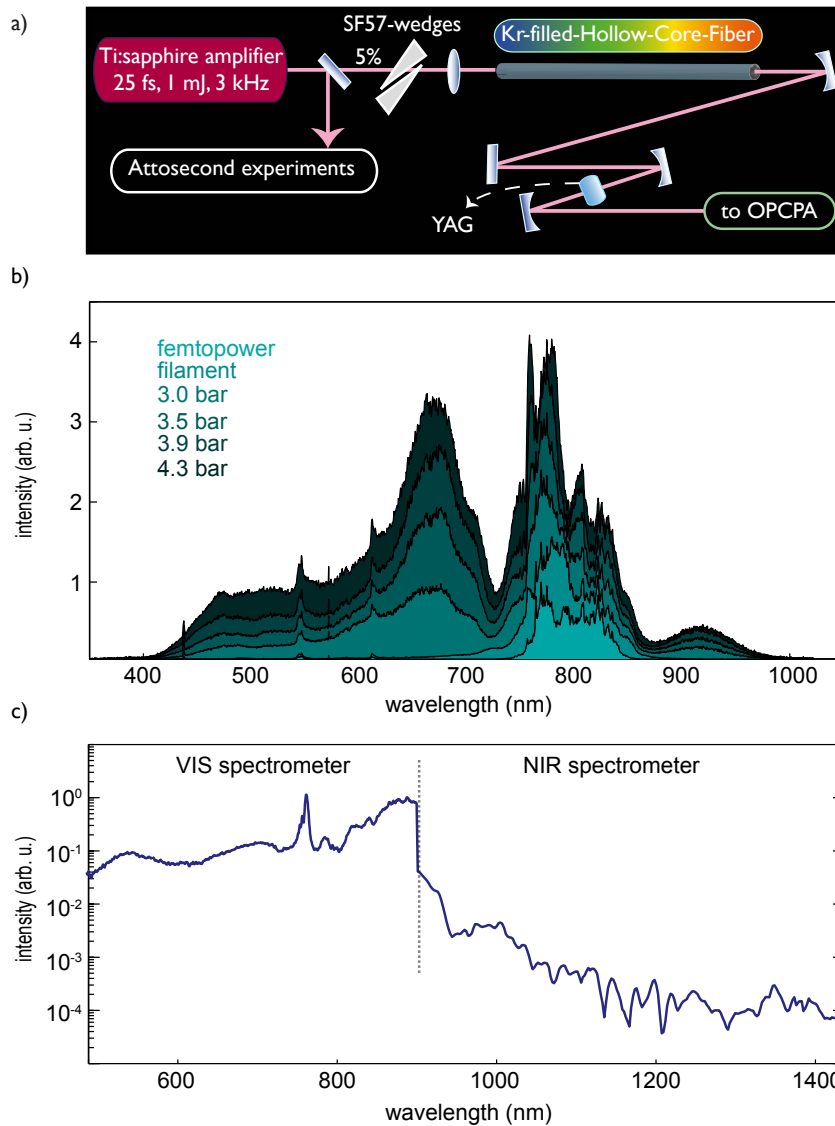 a)
SF57-wedges
Kr-filled-Hollow-Core-Fiber
Ti:sapphire amplifier
25 fs, 1 mJ, 3 kHz
5%
Attosecond experiments
YAG
to OPCPA
b)
4
3
2
1
intensity (arb. u.)
femtopower
filament
3.0 bar
3.5 bar
3.9 bar
4.3 bar
400 500 600 700 800 900 1000
wavelength (nm)
c)
VIS spectrometer NIR spectrometer
10^0
10^-1
10^-2
10^-3
10^-4
intensity (arb. u.)
600 800 1000 1200 1400
wavelength (nm)